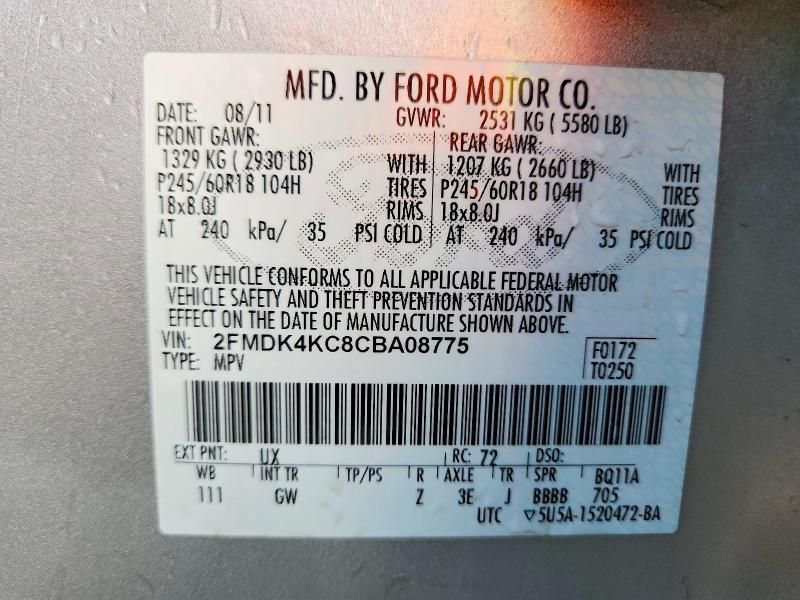 MFD. BY FORD MOTOR CO.
DATE: 08/11 GVWR: 2531 KG ( 5580 LB)
FRONT GAWR: REAR GAWR:
1329 KG ( 2930 LB) WITH 1207 KG ( 2660 LB) WITH
P245/60R18 104H TIRES P245/60R18 104H TIRES
18x8.0J RIMS 18x8.0J RIMS
AT 240 kPa/ 35 PSI COLD AT 240 kPa/ 35 PSI COLD
THIS VEHICLE CONFORMS TO ALL APPLICABLE FEDERAL MOTOR
VEHICLE SAFETY AND THEFT PREVENTION STANDARDS IN
EFFECT ON THE DATE OF MANUFACTURE SHOWN ABOVE.
VIN: 2FMDK4KC8CBA08775 F0172
TYPE: MPV T0250
EXT PNT: UX RC: 72 DSO:
WB INT TR TP/PS R AXLE TR SPR BQ11A
111 GW Z 3E J BBBB 705
UTC ▽5U5A-1520472-BA